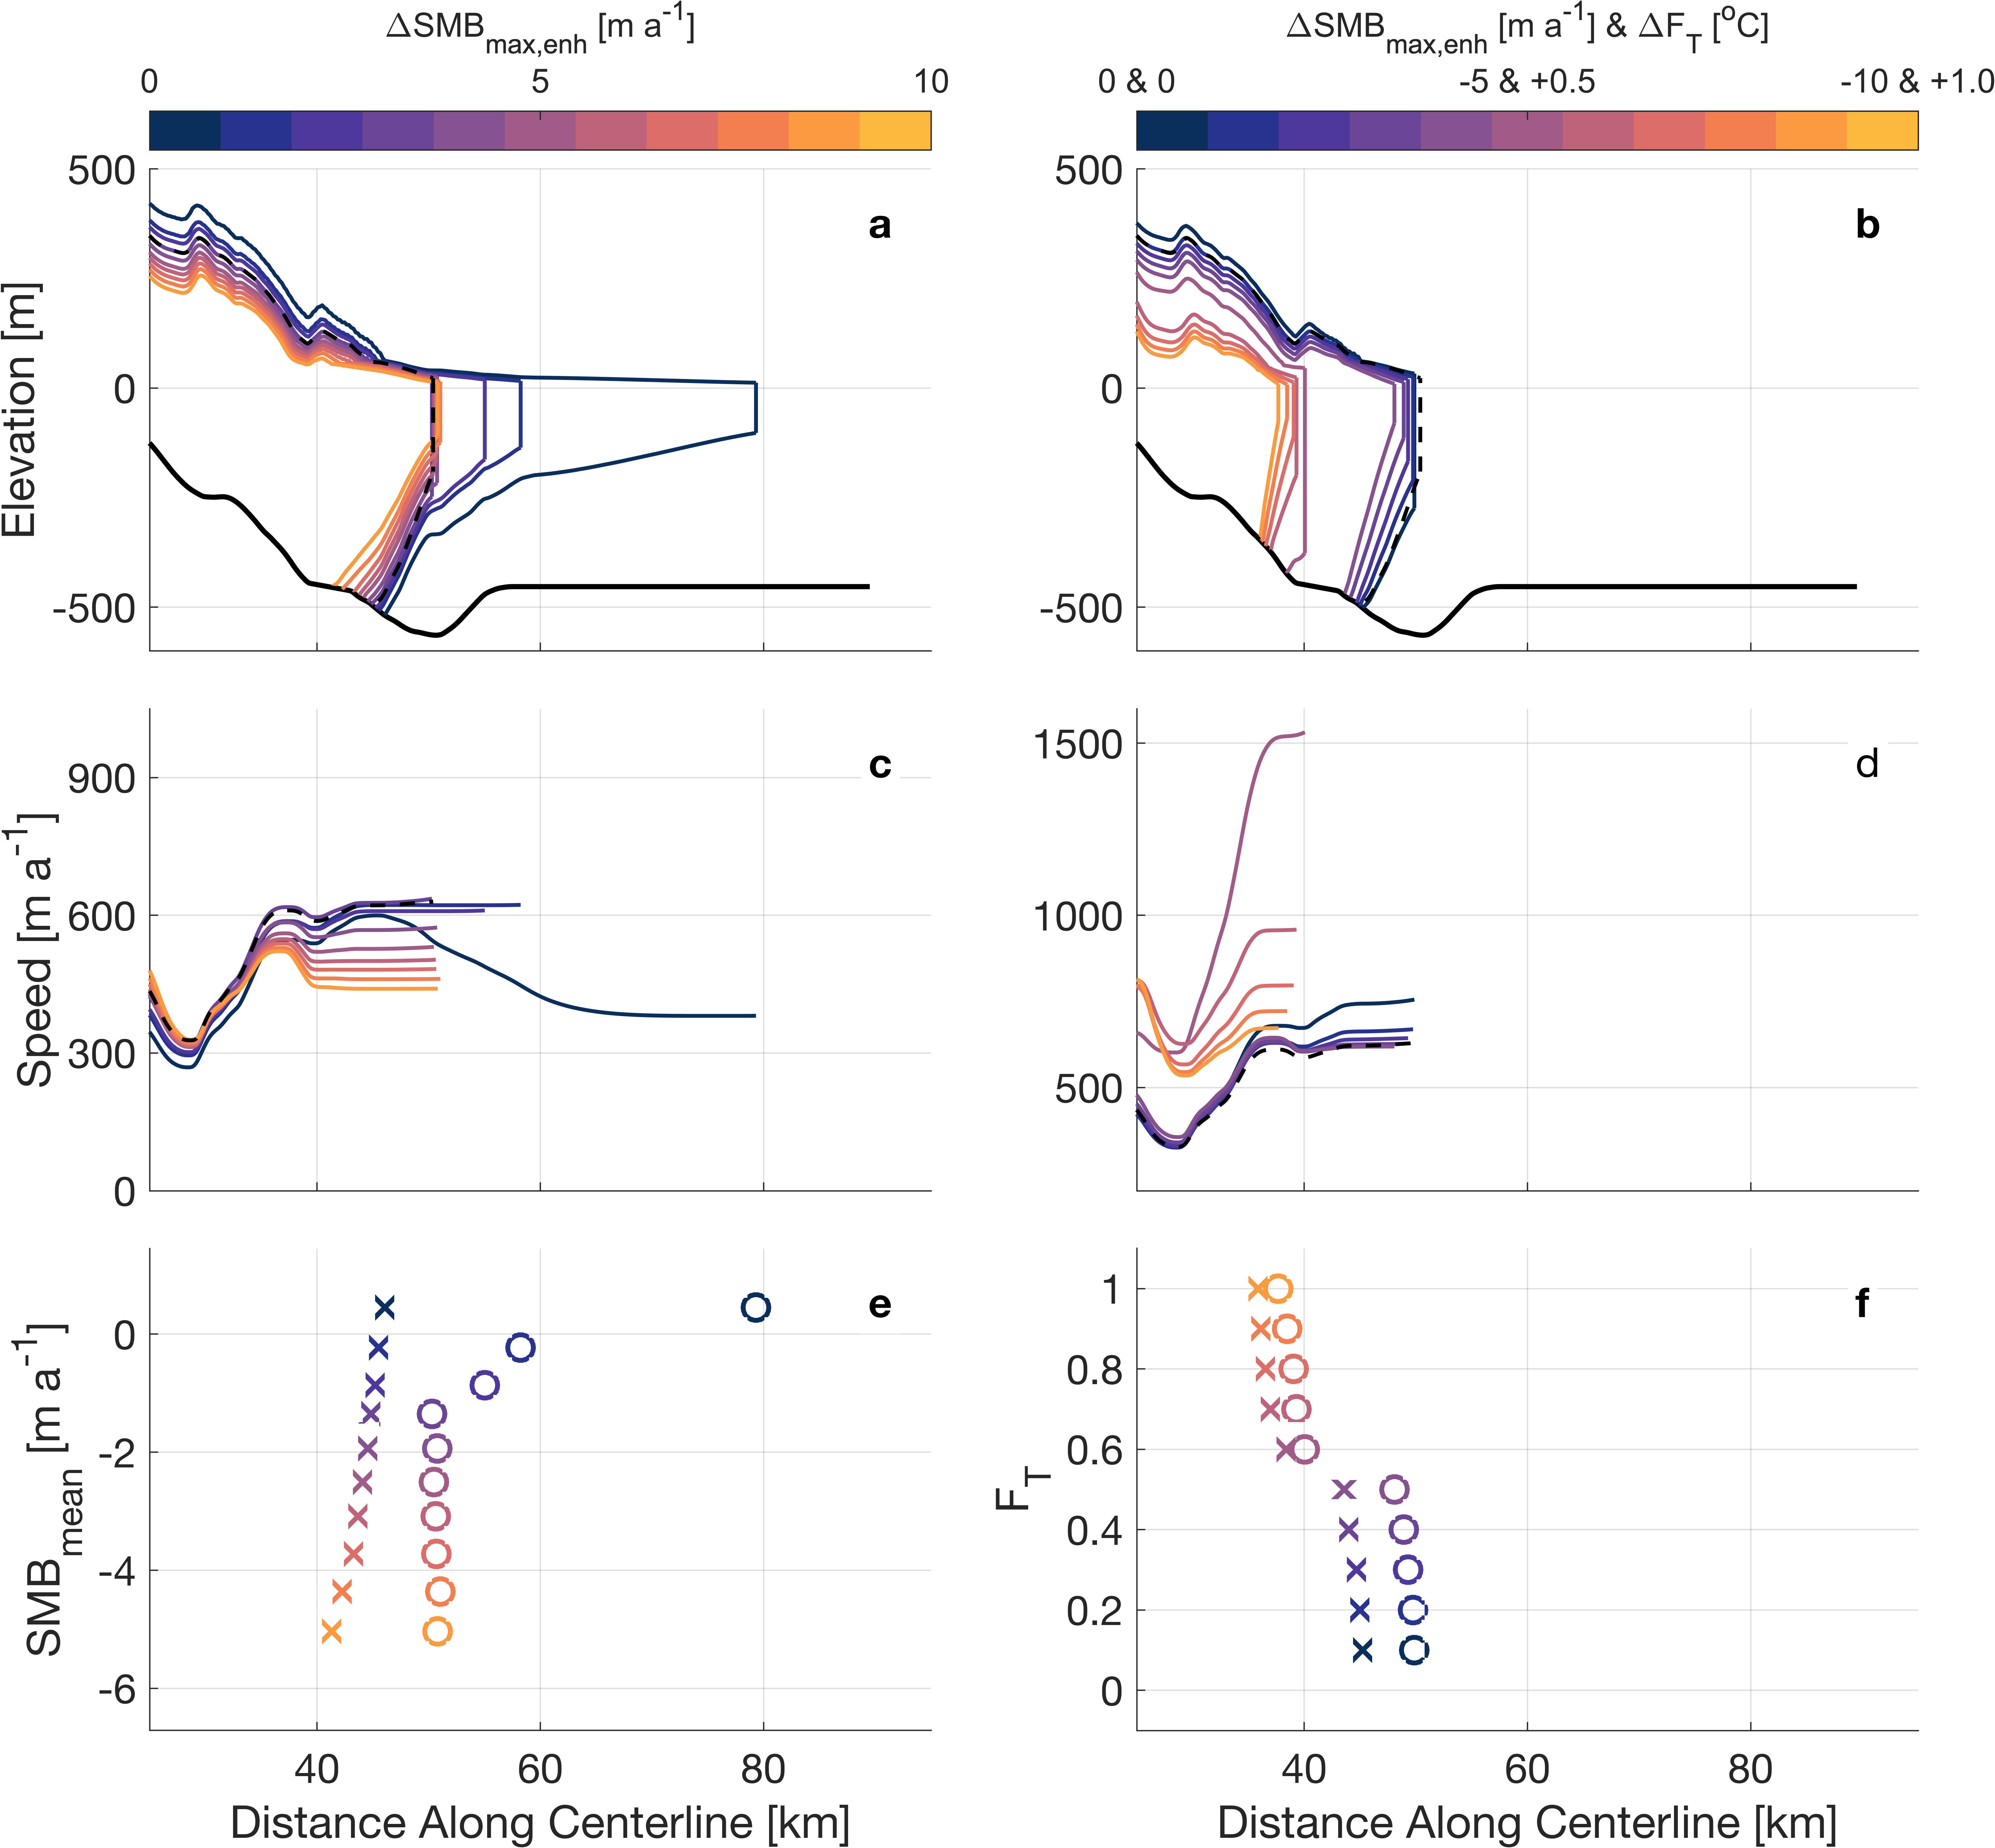 ΔSMB_max,enh [m a⁻¹]
0 5 10
ΔSMB_max,enh [m a⁻¹] & ΔF_T [°C]
0 & 0 -5 & +0.5 -10 & +1.0
a
500
0
-500
Elevation [m]
b
500
0
-500
c
900
600
300
0
Speed [m a⁻¹]
d
1500
1000
500
e
0
-2
-4
-6
SMB_mean [m a⁻¹]
40 60 80
Distance Along Centerline [km]
f
1
0.8
0.6
0.4
0.2
0
F_T
40 60 80
Distance Along Centerline [km]